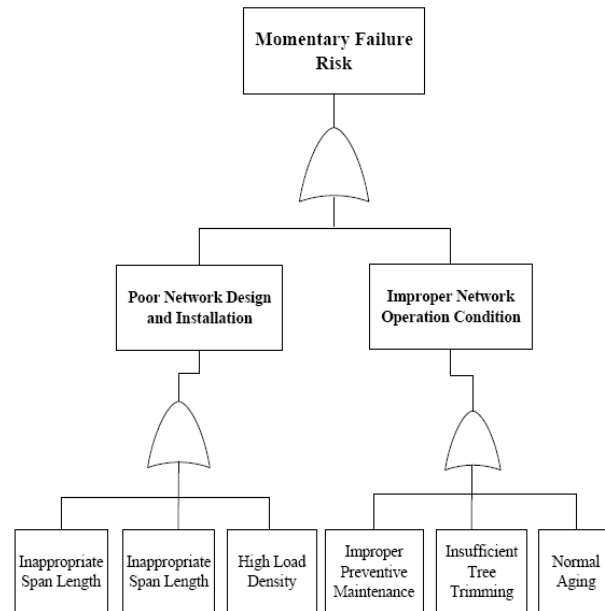 Momentary Failure
Risk
Poor Network Design
and Installation
Improper Network
Operation Condition
Inappropriate
Span Length
Inappropriate
Span Length
High Load
Density
Improper
Preventive
Maintenance
Insufficient
Tree
Trimming
Normal
Aging